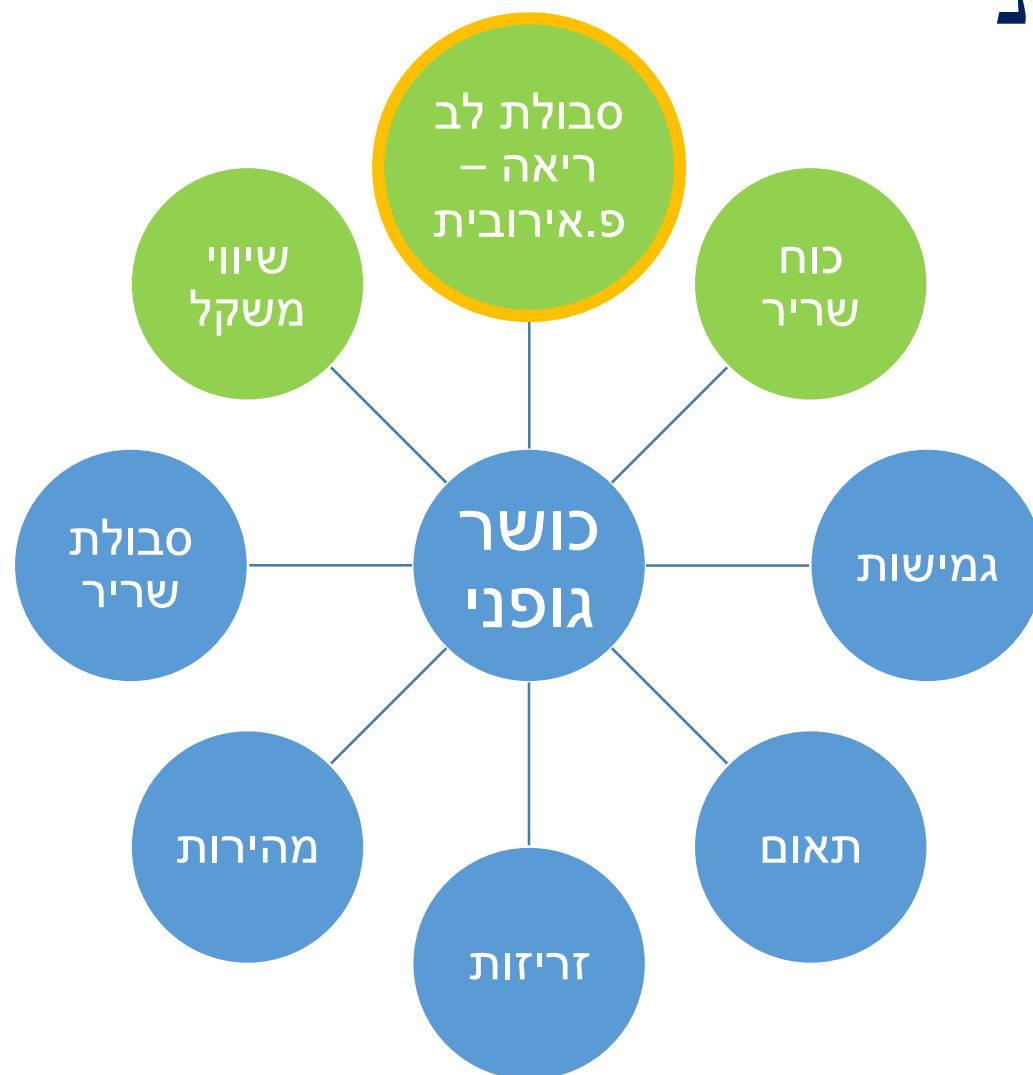 סבולת לב
ריאה –
פ.אירובית
כוח
שריר
גמישות
תאום
זריזות
מהירות
סבולת
שריר
שיווי
משקל
כושר
גופני